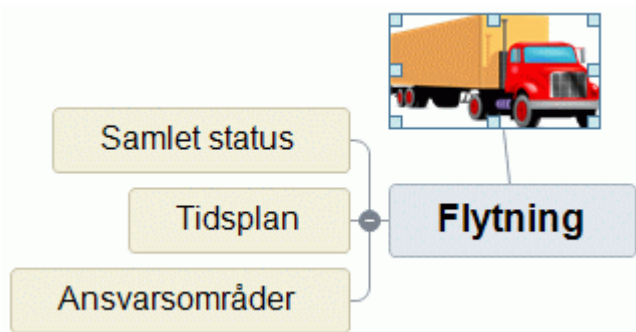 Samlet status
Tidsplan
Flytning
Ansvarsområder